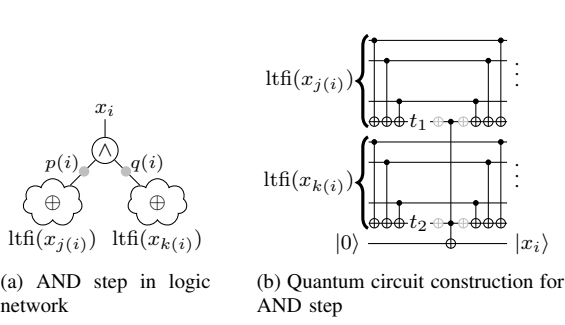 x_i
∧
p(i) q(i)
⊕ ⊕
ltfi(x_{j(i)}) ltfi(x_{k(i)})
(a) AND step in logic
network
ltfi(x_{j(i)})
t_1
ltfi(x_{k(i)})
t_2
|0⟩ |x_i⟩
(b) Quantum circuit construction for
AND step